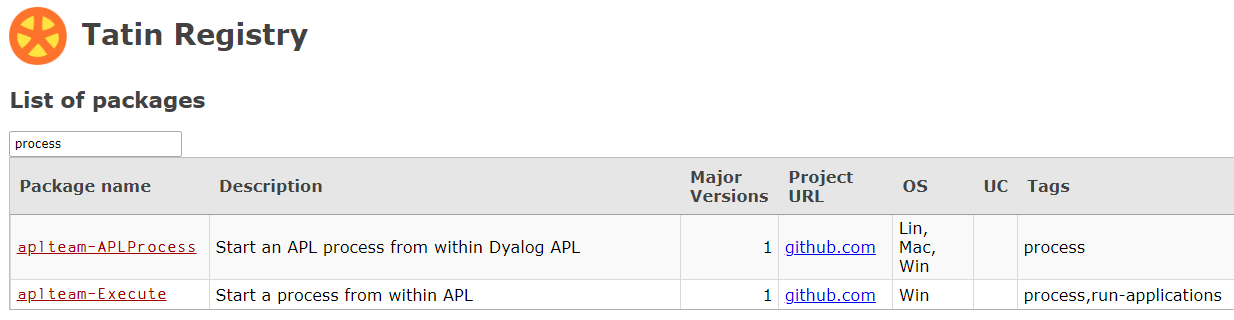 Tatin Registry
List of packages
process
Package name Description Major Versions Project URL OS UC Tags
aplteam-APLProcess Start an APL process from within Dyalog APL 1 github.com Lin, Mac, Win process
aplteam-Execute Start a process from within APL 1 github.com Win process,run-applications